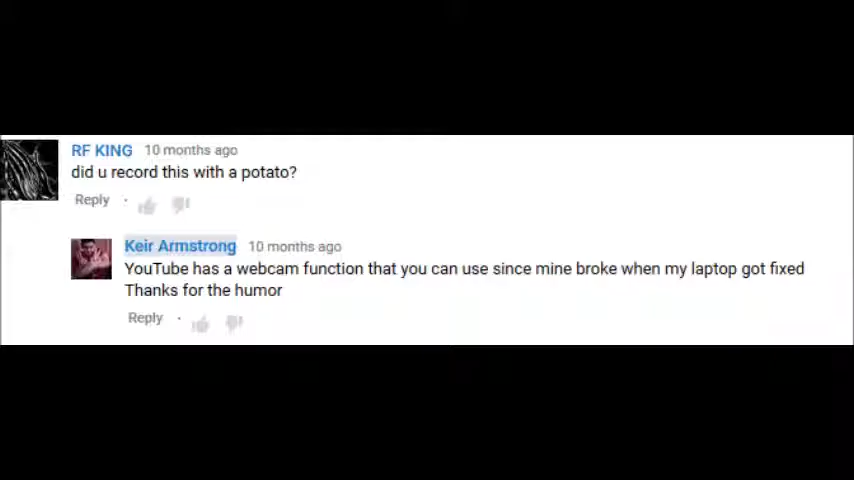 RF KING 10 months ago
did u record this with a potato?
Reply ·
Keir Armstrong 10 months ago
YouTube has a webcam function that you can use since mine broke when my laptop got fixed
Thanks for the humor
Reply ·